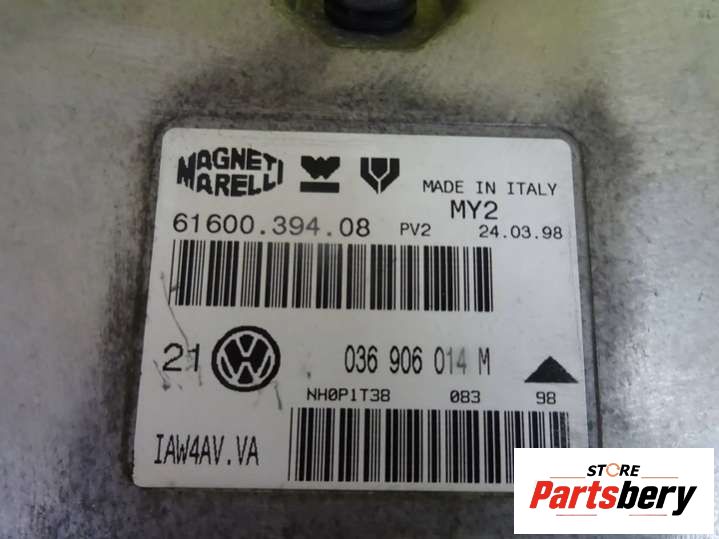 MAGNETI
MARELLI
MADE IN ITALY
MY2
61600.394.08 PV2 24.03.98
21 VW 036 906 014 M
NH0P1T38 083 98
IAW4AV.VA
STORE
Partsbery